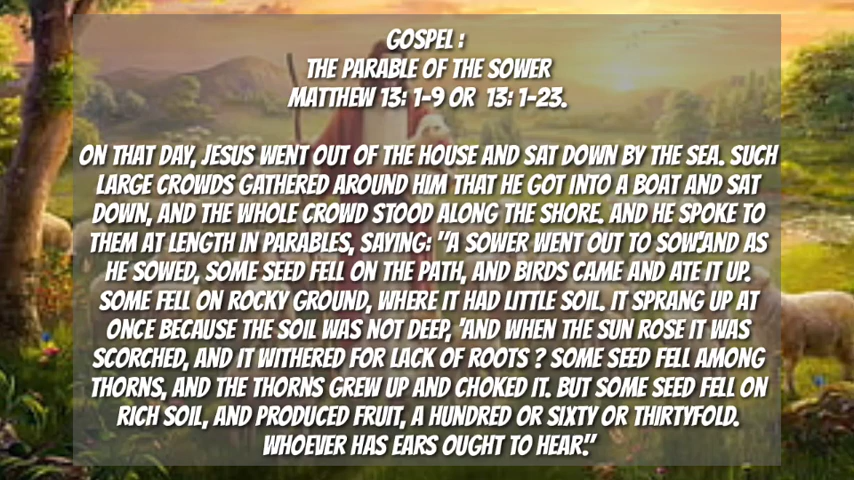 GOSPEL :
THE PARABLE OF THE SOWER
MATTHEW 13: 1-9 OR 13: 1-23.
ON THAT DAY, JESUS WENT OUT OF THE HOUSE AND SAT DOWN BY THE SEA. SUCH
LARGE CROWDS GATHERED AROUND HIM THAT HE GOT INTO A BOAT AND SAT
DOWN, AND THE WHOLE CROWD STOOD ALONG THE SHORE. AND HE SPOKE TO
THEM AT LENGTH IN PARABLES, SAYING: "A SOWER WENT OUT TO SOW.'AND AS
HE SOWED, SOME SEED FELL ON THE PATH, AND BIRDS CAME AND ATE IT UP.
SOME FELL ON ROCKY GROUND, WHERE IT HAD LITTLE SOIL. IT SPRANG UP AT
ONCE BECAUSE THE SOIL WAS NOT DEEP, 'AND WHEN THE SUN ROSE IT WAS
SCORCHED, AND IT WITHERED FOR LACK OF ROOTS ? SOME SEED FELL AMONG
THORNS, AND THE THORNS GREW UP AND CHOKED IT. BUT SOME SEED FELL ON
RICH SOIL, AND PRODUCED FRUIT, A HUNDRED OR SIXTY OR THIRTYFOLD.
WHOEVER HAS EARS OUGHT TO HEAR."